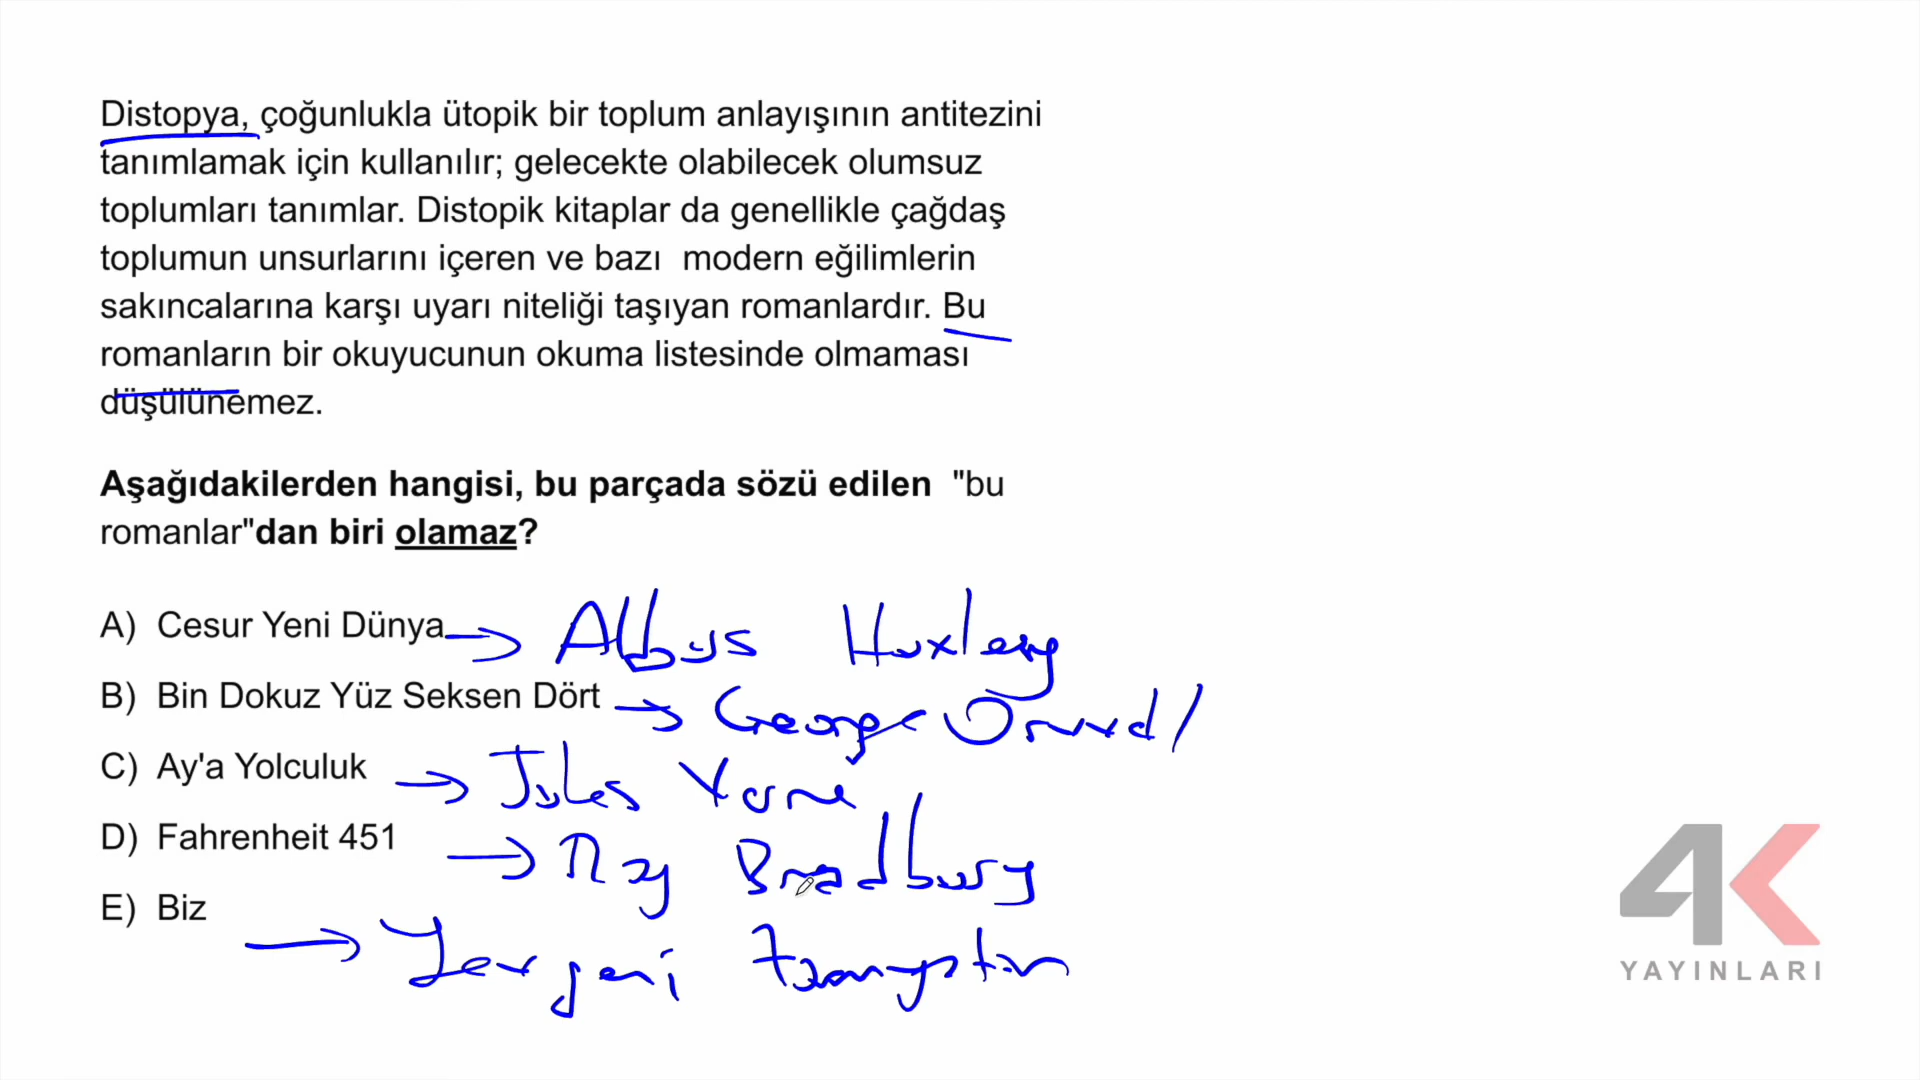 Distopya, çoğunlukla ütopik bir toplum anlayışının antitezini
tanımlamak için kullanılır; gelecekte olabilecek olumsuz
toplumları tanımlar. Distopik kitaplar da genellikle çağdaş
toplumun unsurlarını içeren ve bazı modern eğilimlerin
sakıncalarına karşı uyarı niteliği taşıyan romanlardır. Bu
romanların bir okuyucunun okuma listesinde olmaması
düşülünemez.
Aşağıdakilerden hangisi, bu parçada sözü edilen "bu
romanlar"dan biri olamaz?
A) Cesur Yeni Dünya → Albus Huxley
B) Bin Dokuz Yüz Seksen Dört → George Orwell
C) Ay'a Yolculuk → Jules Verne
D) Fahrenheit 451 → Ray Bradbury
E) Biz → Yevgeni
4K
YAYINLARI